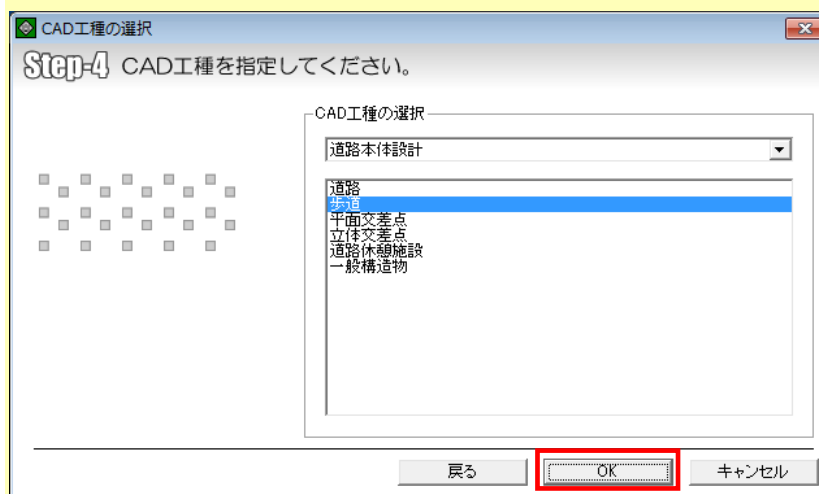 CAD工種の選択
Step-4 CAD工種を指定してください。
CAD工種の選択
道路本体設計
道路
歩道
平面交差点
立体交差点
道路休憩施設
一般構造物
戻る OK キャンセル